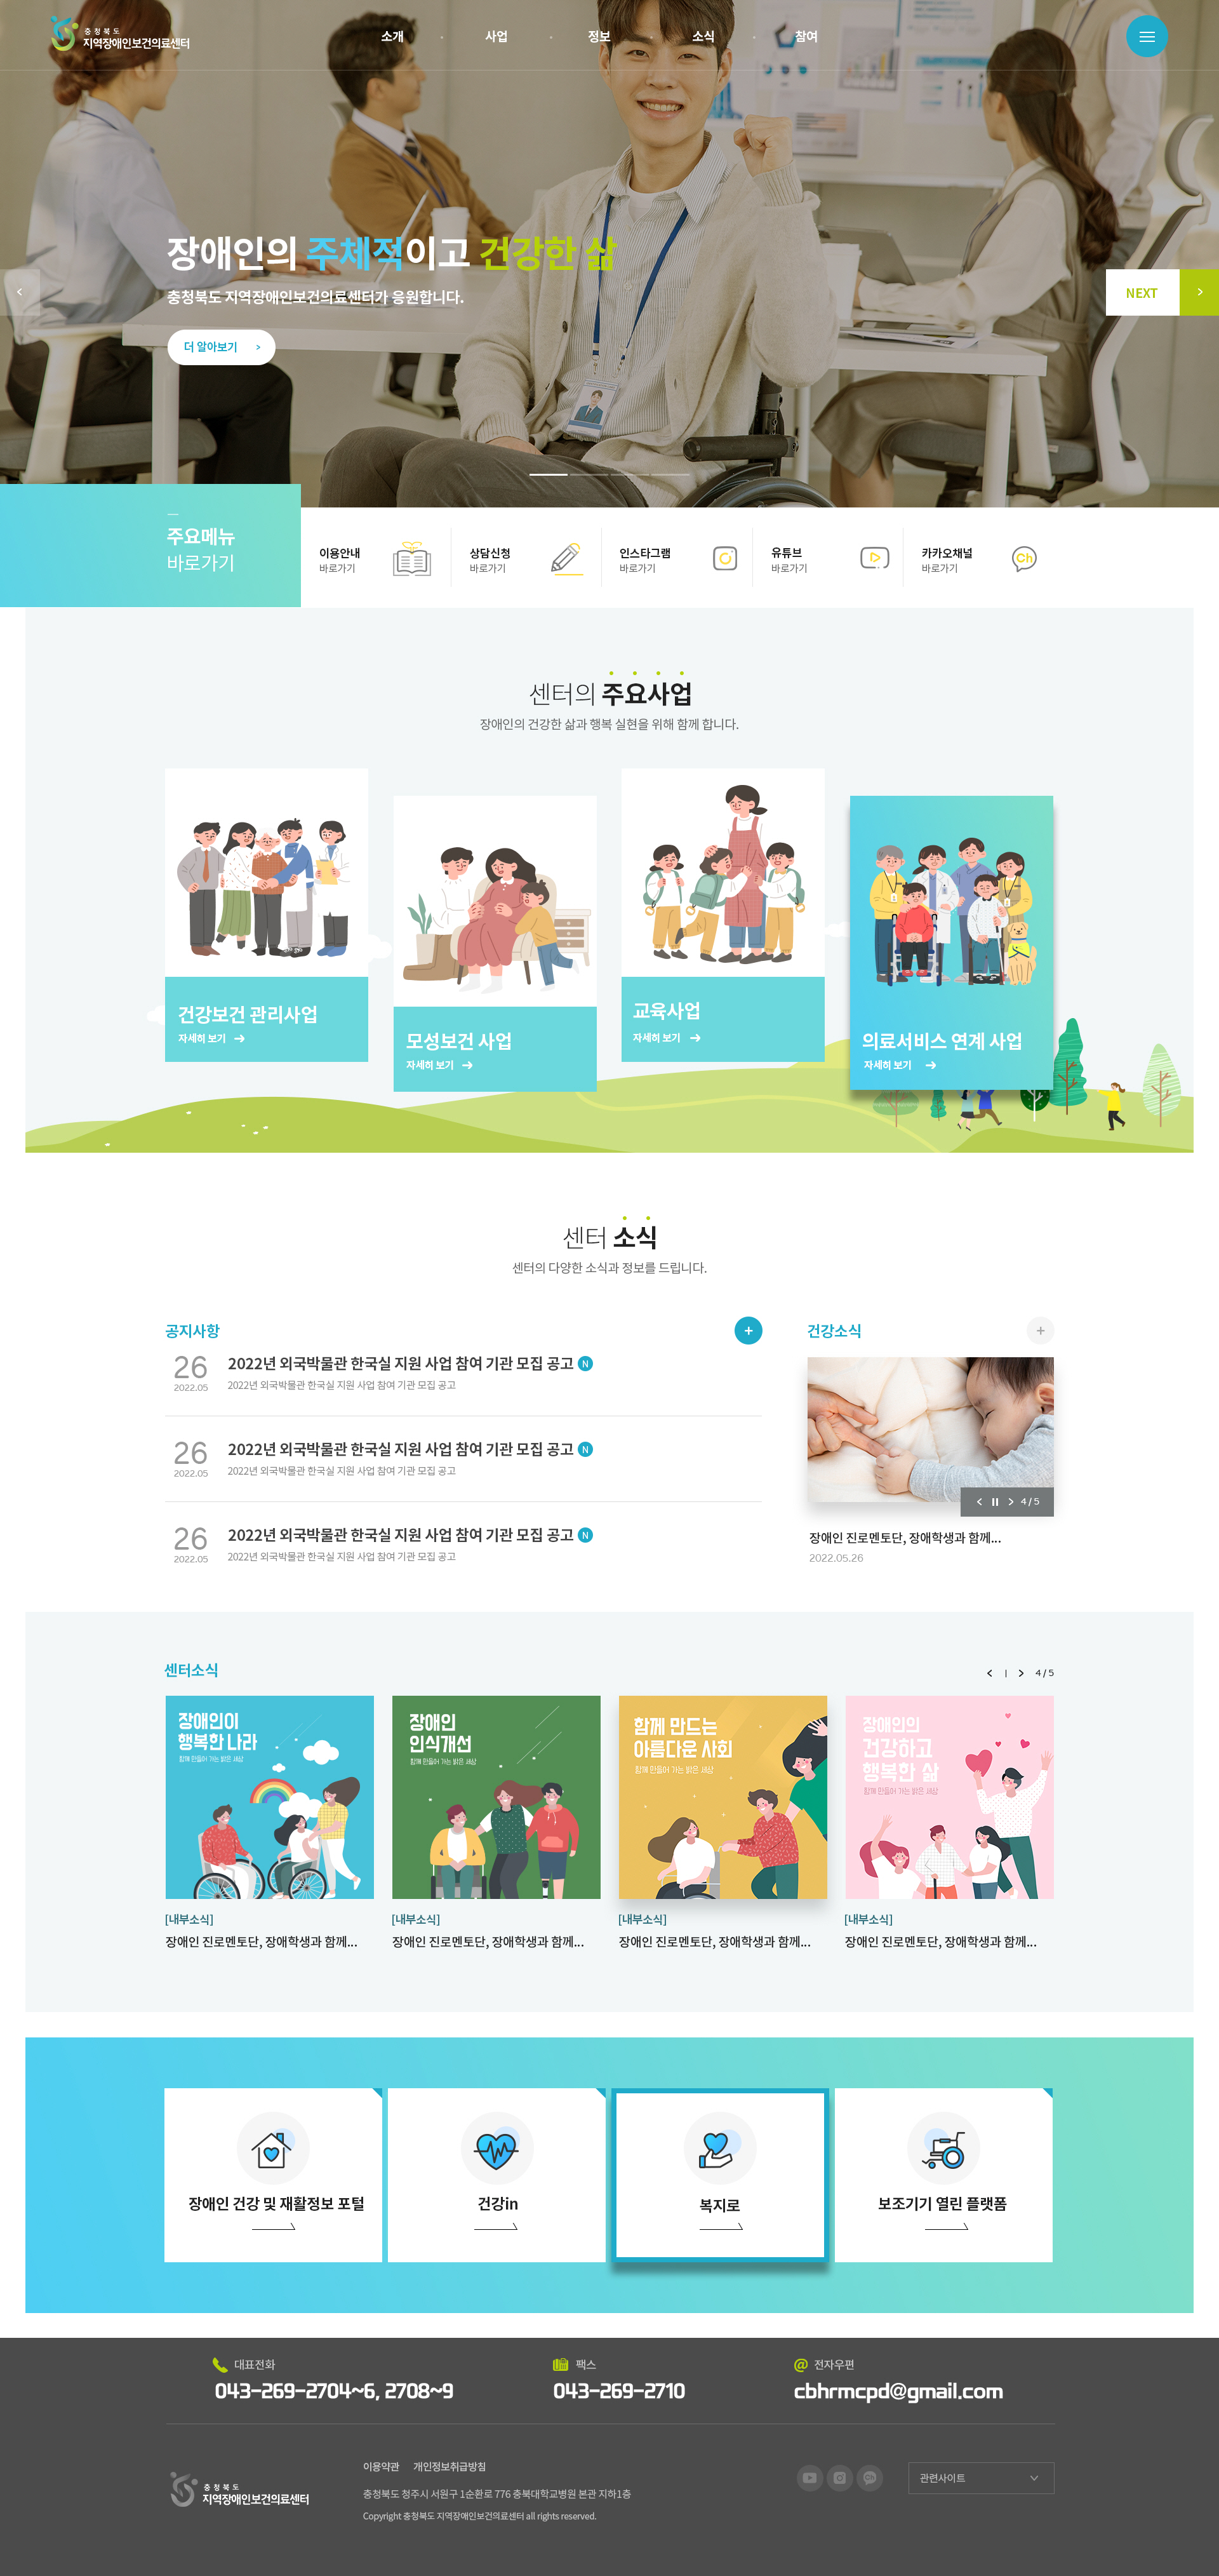 충청북도
지역장애인보건의료센터
소개
사업
정보
소식
참여
장애인의 주체적이고 건강한 삶
충청북도 지역장애인보건의료센터가 응원합니다.
더 알아보기 >
NEXT
주요메뉴
바로가기
이용안내
바로가기
상담신청
바로가기
인스타그램
바로가기
유튜브
바로가기
카카오채널
바로가기
Ch
센터의 주요사업
장애인의 건강한 삶과 행복 실현을 위해 함께 합니다.
건강보건 관리사업
자세히 보기
모성보건 사업
자세히 보기
교육사업
자세히 보기
의료서비스 연계 사업
자세히 보기
센터 소식
센터의 다양한 소식과 정보를 드립니다.
공지사항
+
26
2022.05
2022년 외국박물관 한국실 지원 사업 참여 기관 모집 공고 N
2022년 외국박물관 한국실 지원 사업 참여 기관 모집 공고
26
2022.05
2022년 외국박물관 한국실 지원 사업 참여 기관 모집 공고 N
2022년 외국박물관 한국실 지원 사업 참여 기관 모집 공고
26
2022.05
2022년 외국박물관 한국실 지원 사업 참여 기관 모집 공고 N
2022년 외국박물관 한국실 지원 사업 참여 기관 모집 공고
건강소식
+
4 / 5
장애인 진로멘토단, 장애학생과 함께...
2022.05.26
센터소식
4 / 5
장애인이
행복한 나라
함께 만들어 가는 밝은 세상
[내부소식]
장애인 진로멘토단, 장애학생과 함께...
장애인
인식개선
함께 만들어 가는 밝은 세상
[내부소식]
장애인 진로멘토단, 장애학생과 함께...
함께 만드는
아름다운 사회
함께 만들어 가는 밝은 세상
[내부소식]
장애인 진로멘토단, 장애학생과 함께...
장애인의
건강하고
행복한 삶
함께 만들어 가는 밝은 세상
[내부소식]
장애인 진로멘토단, 장애학생과 함께...
장애인 건강 및 재활정보 포털
건강in
복지로
보조기기 열린 플랫폼
대표전화
043-269-2704~6, 2708~9
팩스
043-269-2710
@ 전자우편
cbhrmcpd@gmail.com
충청북도
지역장애인보건의료센터
이용약관 개인정보취급방침
충청북도 청주시 서원구 1순환로 776 충북대학교병원 본관 지하1층
Copyright 충청북도 지역장애인보건의료센터 all rights reserved.
관련사이트